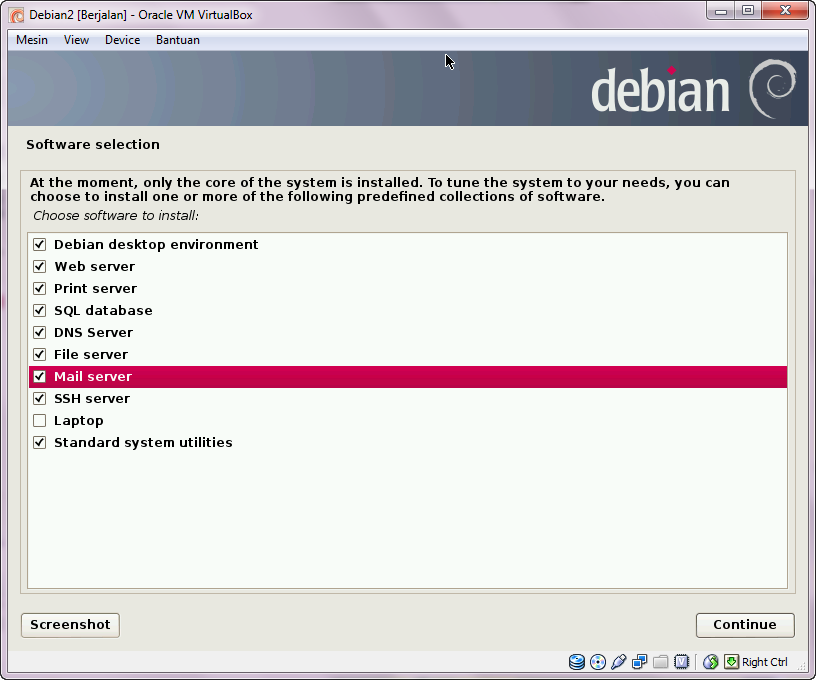 Debian2 [Berjalan] - Oracle VM VirtualBox
Mesin View Device Bantuan
debian
Software selection
At the moment, only the core of the system is installed. To tune the system to your needs, you can
choose to install one or more of the following predefined collections of software.
Choose software to install:
Debian desktop environment
Web server
Print server
SQL database
DNS Server
File server
Mail server
SSH server
Laptop
Standard system utilities
Screenshot Continue
Right Ctrl